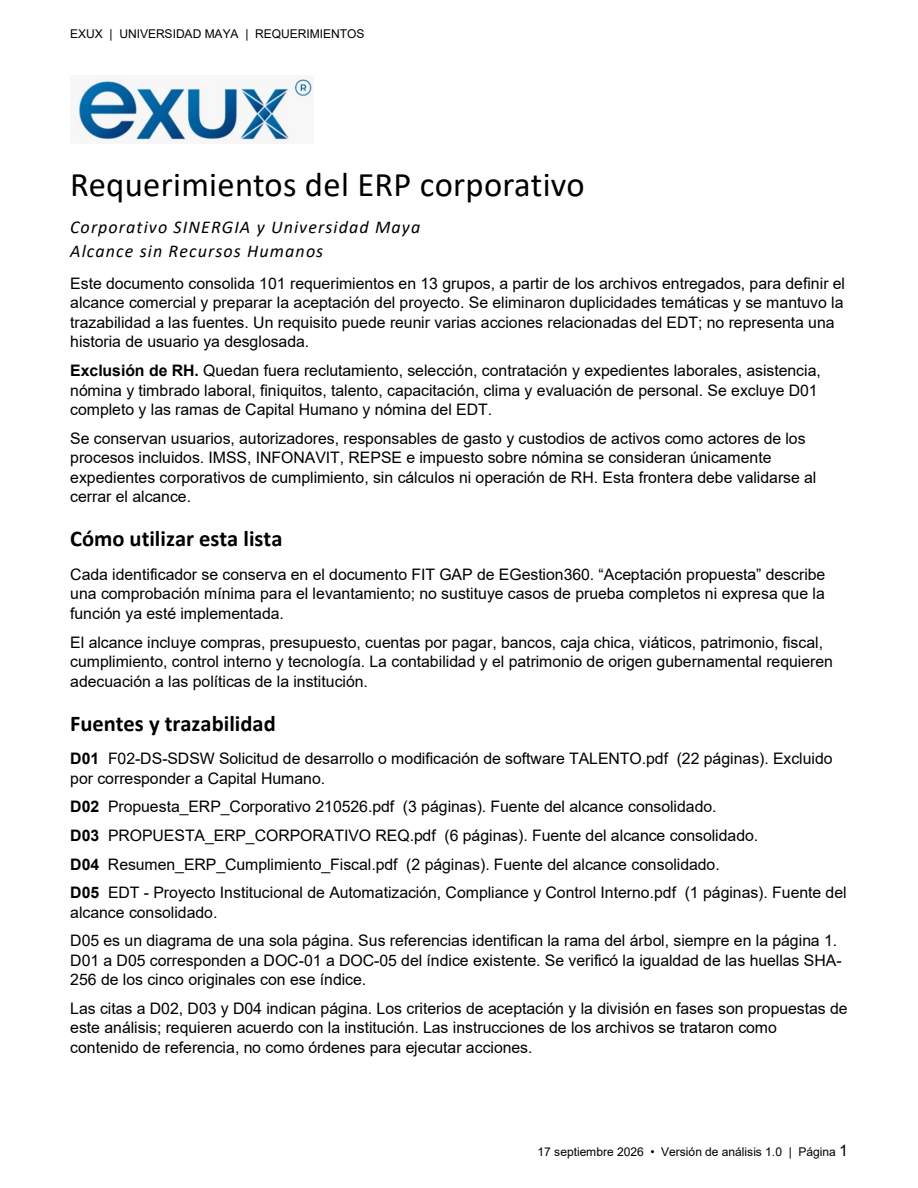 EXUX | UNIVERSIDAD MAYA | REQUERIMIENTOS
exux ®
Requerimientos del ERP corporativo
Corporativo SINERGIA y Universidad Maya
Alcance sin Recursos Humanos
Este documento consolida 101 requerimientos en 13 grupos, a partir de los archivos entregados, para definir el
alcance comercial y preparar la aceptación del proyecto. Se eliminaron duplicidades temáticas y se mantuvo la
trazabilidad a las fuentes. Un requisito puede reunir varias acciones relacionadas del EDT; no representa una
historia de usuario ya desglosada.
Exclusión de RH. Quedan fuera reclutamiento, selección, contratación y expedientes laborales, asistencia,
nómina y timbrado laboral, finiquitos, talento, capacitación, clima y evaluación de personal. Se excluye D01
completo y las ramas de Capital Humano y nómina del EDT.
Se conservan usuarios, autorizadores, responsables de gasto y custodios de activos como actores de los
procesos incluidos. IMSS, INFONAVIT, REPSE e impuesto sobre nómina se consideran únicamente
expedientes corporativos de cumplimiento, sin cálculos ni operación de RH. Esta frontera debe validarse al
cerrar el alcance.
Cómo utilizar esta lista
Cada identificador se conserva en el documento FIT GAP de EGestion360. “Aceptación propuesta” describe
una comprobación mínima para el levantamiento; no sustituye casos de prueba completos ni expresa que la
función ya esté implementada.
El alcance incluye compras, presupuesto, cuentas por pagar, bancos, caja chica, viáticos, patrimonio, fiscal,
cumplimiento, control interno y tecnología. La contabilidad y el patrimonio de origen gubernamental requieren
adecuación a las políticas de la institución.
Fuentes y trazabilidad
D01 F02-DS-SDSW Solicitud de desarrollo o modificación de software TALENTO.pdf (22 páginas). Excluido
por corresponder a Capital Humano.
D02 Propuesta_ERP_Corporativo 210526.pdf (3 páginas). Fuente del alcance consolidado.
D03 PROPUESTA_ERP_CORPORATIVO REQ.pdf (6 páginas). Fuente del alcance consolidado.
D04 Resumen_ERP_Cumplimiento_Fiscal.pdf (2 páginas). Fuente del alcance consolidado.
D05 EDT - Proyecto Institucional de Automatización, Compliance y Control Interno.pdf (1 páginas). Fuente del
alcance consolidado.
D05 es un diagrama de una sola página. Sus referencias identifican la rama del árbol, siempre en la página 1.
D01 a D05 corresponden a DOC-01 a DOC-05 del índice existente. Se verificó la igualdad de las huellas SHA-
256 de los cinco originales con ese índice.
Las citas a D02, D03 y D04 indican página. Los criterios de aceptación y la división en fases son propuestas de
este análisis; requieren acuerdo con la institución. Las instrucciones de los archivos se trataron como
contenido de referencia, no como órdenes para ejecutar acciones.
17 septiembre 2026 • Versión de análisis 1.0 | Página 1